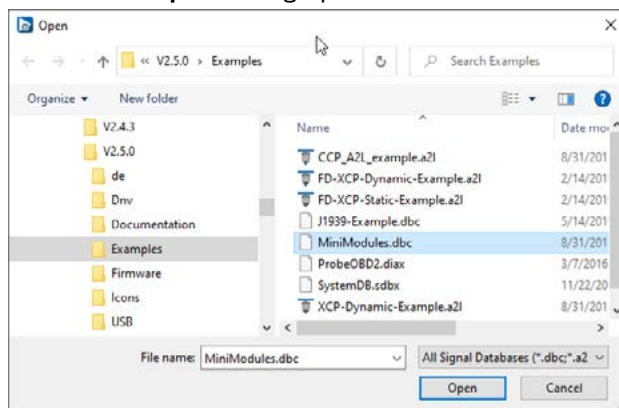 Open
« V2.5.0 › Examples
Search Examples
Organize
New folder
V2.4.3
V2.5.0
de
Dnv
Documentation
Examples
Firmware
Icons
USB
Name
Date mo
CCP_A2L_example.a2l
8/31/201
FD-XCP-Dynamic-Example.a2l
2/14/201
FD-XCP-Static-Example.a2l
2/14/201
J1939-Example.dbc
5/14/201
MiniModules.dbc
8/31/201
ProbeOBD2.diax
3/7/2016
SystemDB.sdbx
11/22/20
XCP-Dynamic-Example.a2l
8/31/201
File name: MiniModules.dbc
All Signal Databases (*.dbc;*.a2
Open
Cancel